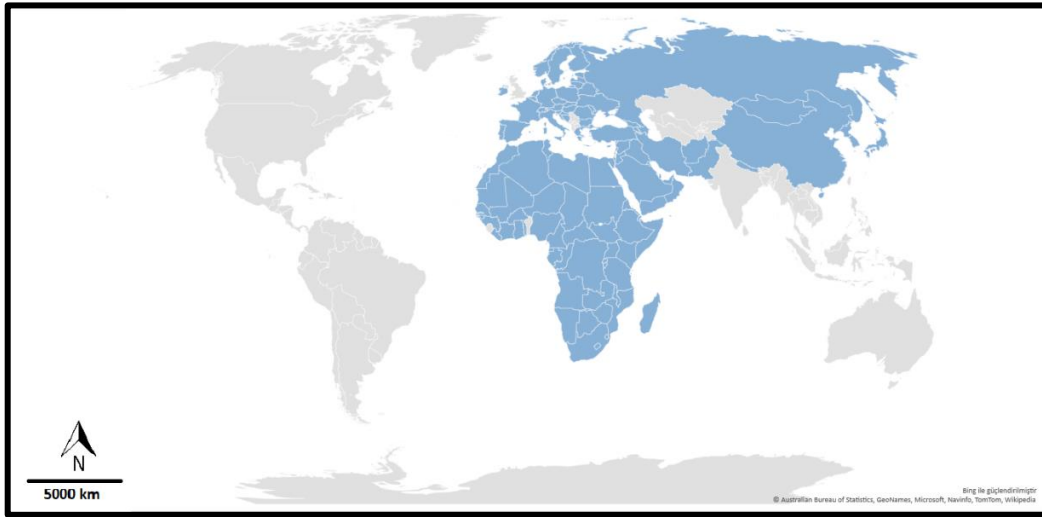 N
5000 km
Bing ile güçlendirilmiştir
© Australian Bureau of Statistics, GeoNames, Microsoft, Navinfo, TomTom, Wikipedia